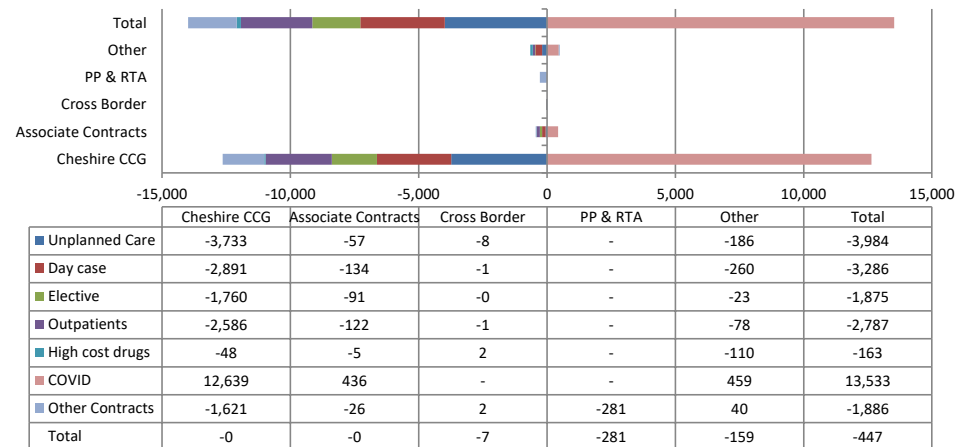 Total
Other
PP & RTA
Cross Border
Associate Contracts
Cheshire CCG
-15,000 -10,000 -5,000 0 5,000 10,000 15,000
Cheshire CCG Associate Contracts Cross Border PP & RTA Other Total
Unplanned Care -3,733 -57 -8 - -186 -3,984
Day case -2,891 -134 -1 - -260 -3,286
Elective -1,760 -91 -0 - -23 -1,875
Outpatients -2,586 -122 -1 - -78 -2,787
High cost drugs -48 -5 2 - -110 -163
COVID 12,639 436 - - 459 13,533
Other Contracts -1,621 -26 2 -281 40 -1,886
Total -0 -0 -7 -281 -159 -447